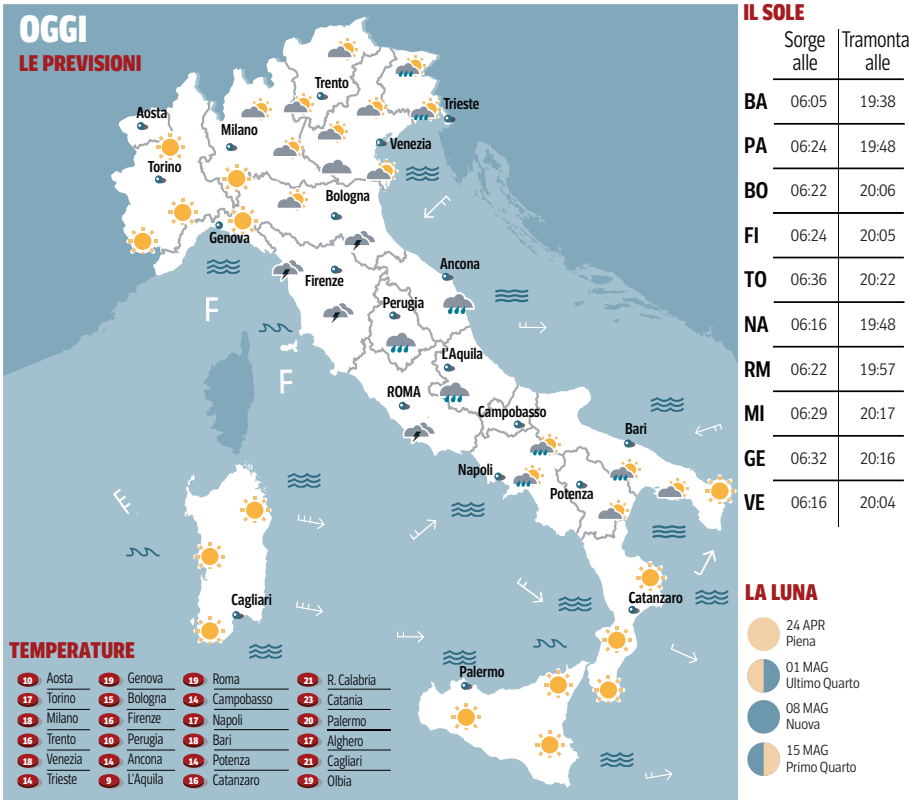 OGGI
LE PREVISIONI
Trento
Aosta
Trieste
Milano
Venezia
Torino
Bologna
Genova
Ancona
Firenze
F
Perugia
L'Aquila
F
ROMA
Campobasso
Bari
Napoli
Potenza
Cagliari
Catanzaro
Palermo
TEMPERATURE
10 Aosta
17 Torino
18 Milano
16 Trento
18 Venezia
14 Trieste
19 Genova
15 Bologna
16 Firenze
10 Perugia
14 Ancona
9 L'Aquila
19 Roma
14 Campobasso
17 Napoli
18 Bari
14 Potenza
16 Catanzaro
21 R. Calabria
23 Catania
20 Palermo
17 Alghero
21 Cagliari
19 Olbia
IL SOLE
Sorge alle Tramonta alle
BA 06:05 19:38
PA 06:24 19:48
BO 06:22 20:06
FI 06:24 20:05
TO 06:36 20:22
NA 06:16 19:48
RM 06:22 19:57
MI 06:29 20:17
GE 06:32 20:16
VE 06:16 20:04
LA LUNA
24 APR
Piena
01 MAG
Ultimo Quarto
08 MAG
Nuova
15 MAG
Primo Quarto